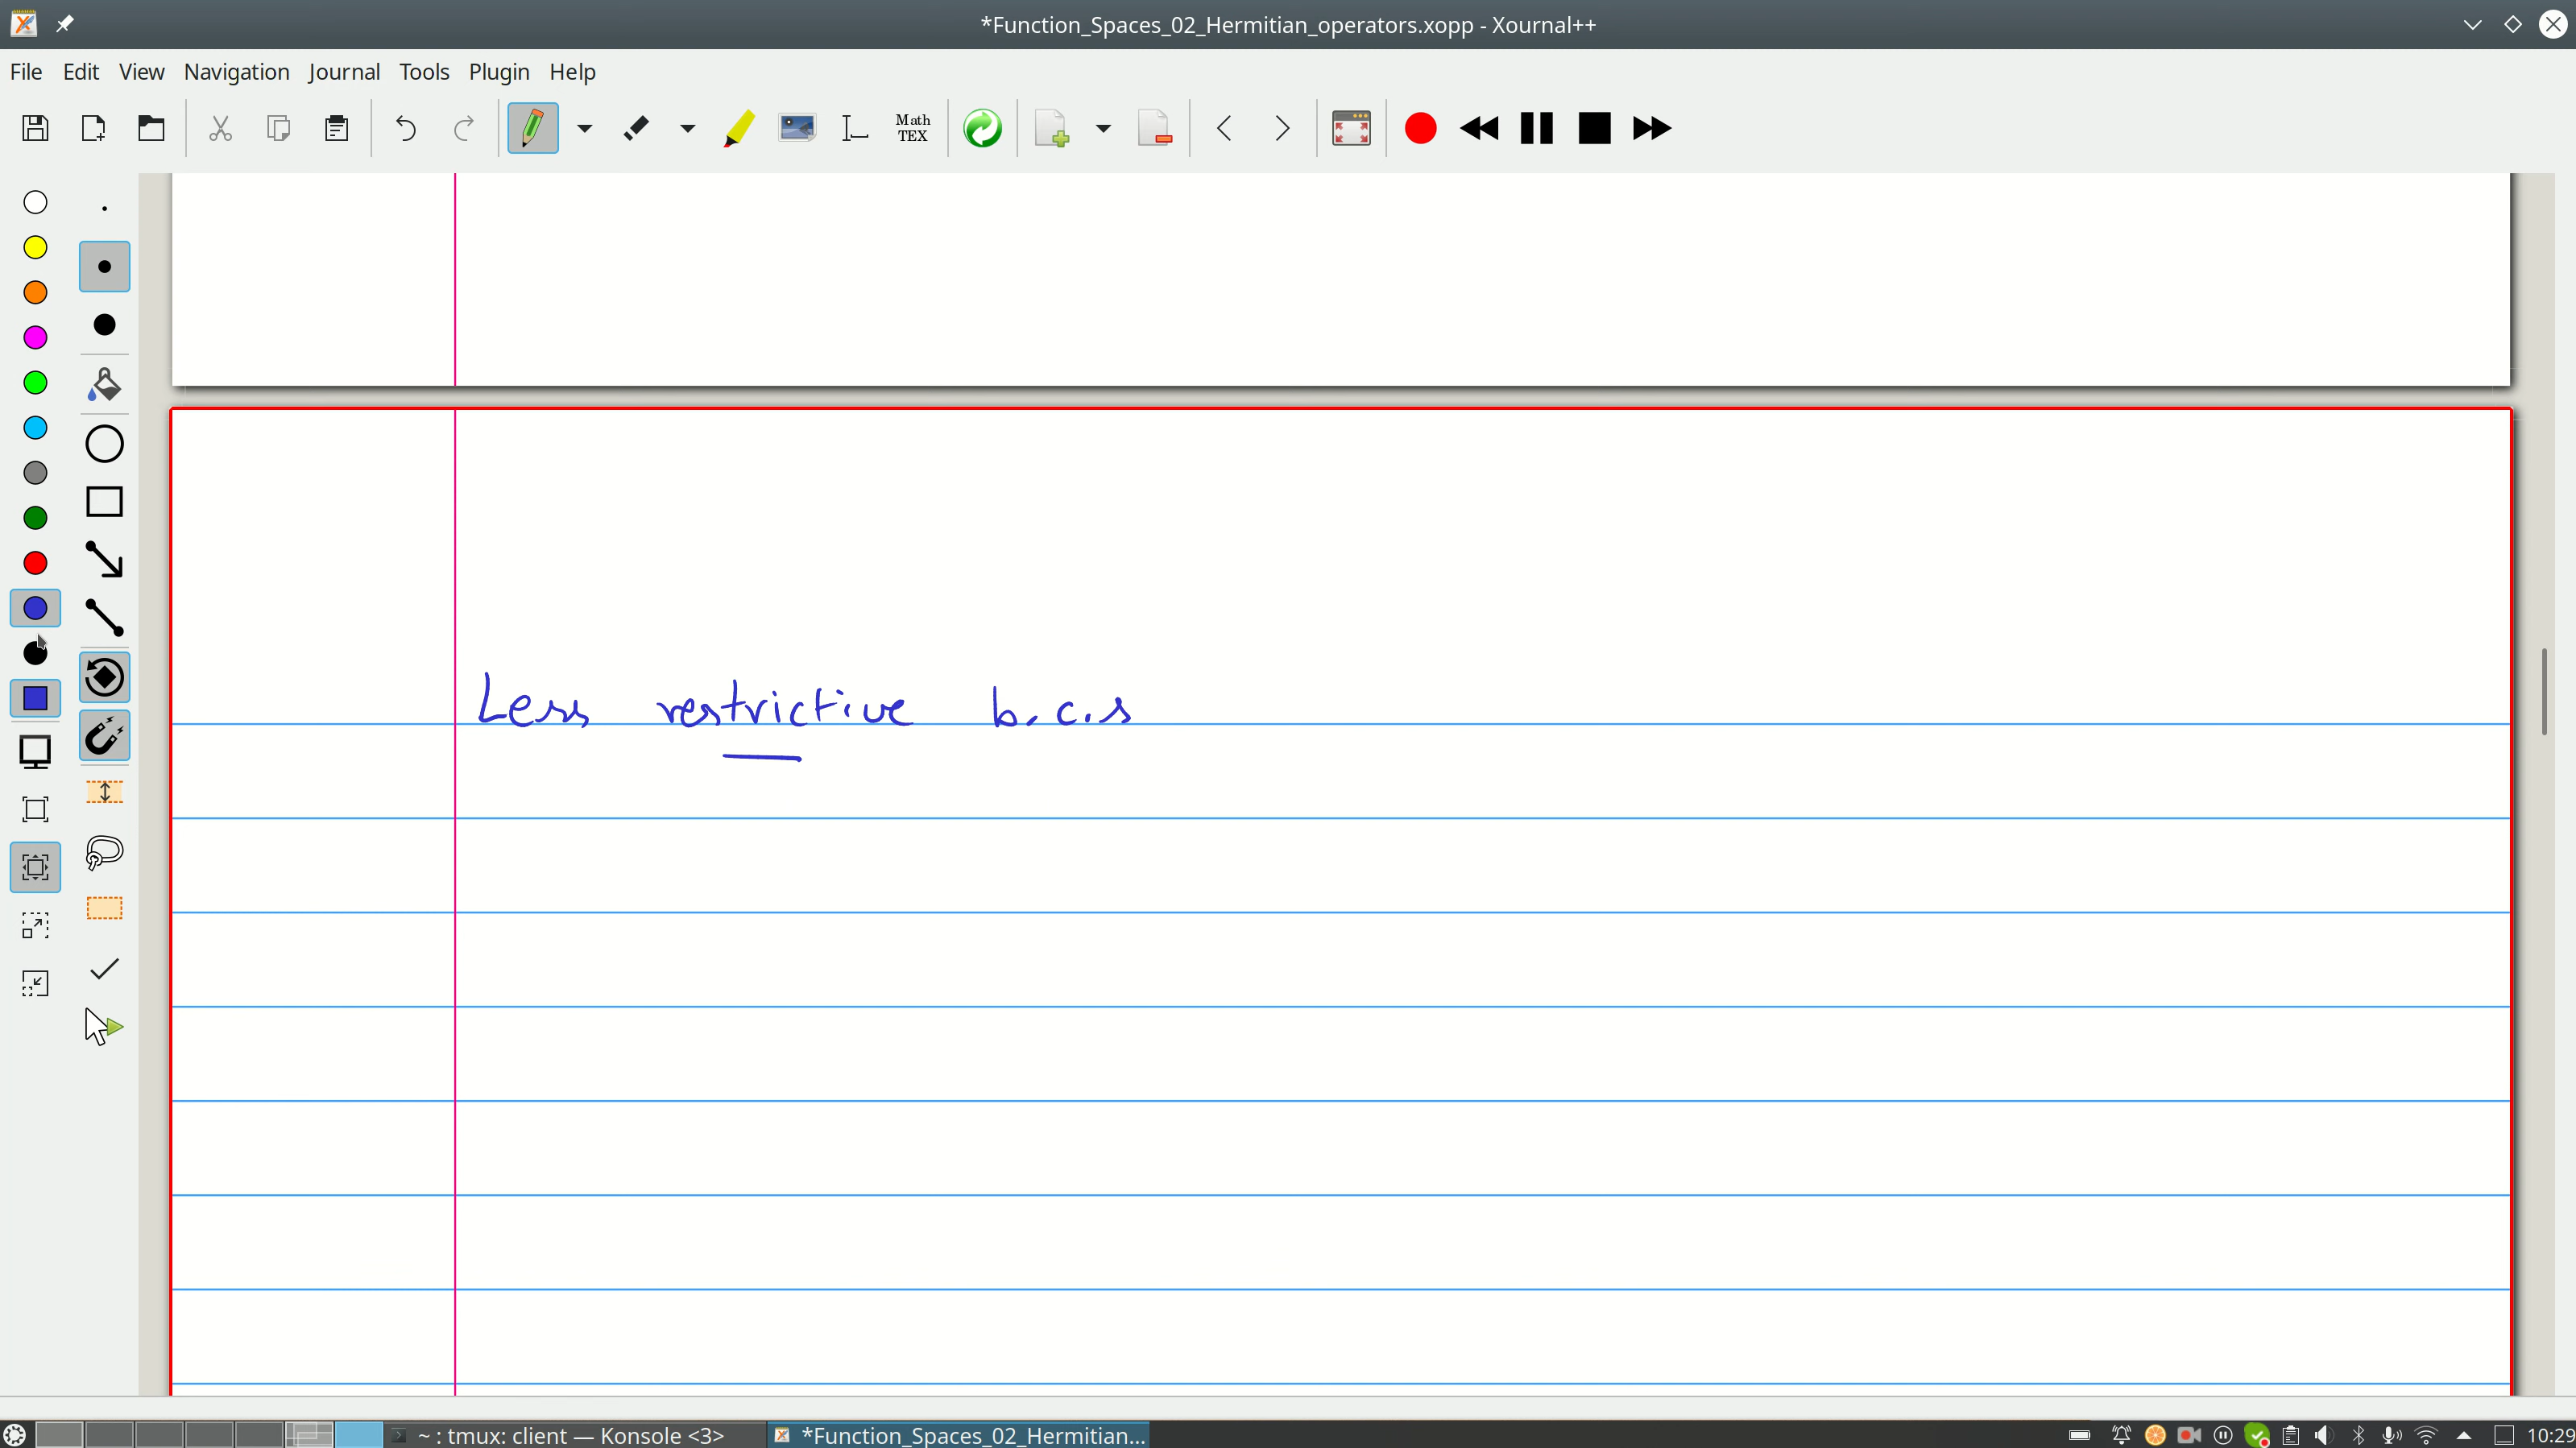 *Function_Spaces_02_Hermitian_operators.xopp - Xournal++
File Edit View Navigation Journal Tools Plugin Help
Math
TEX
Less restrictive b.c.s
~ : tmux: client — Konsole <3>
*Function_Spaces_02_Hermitian...
10:29